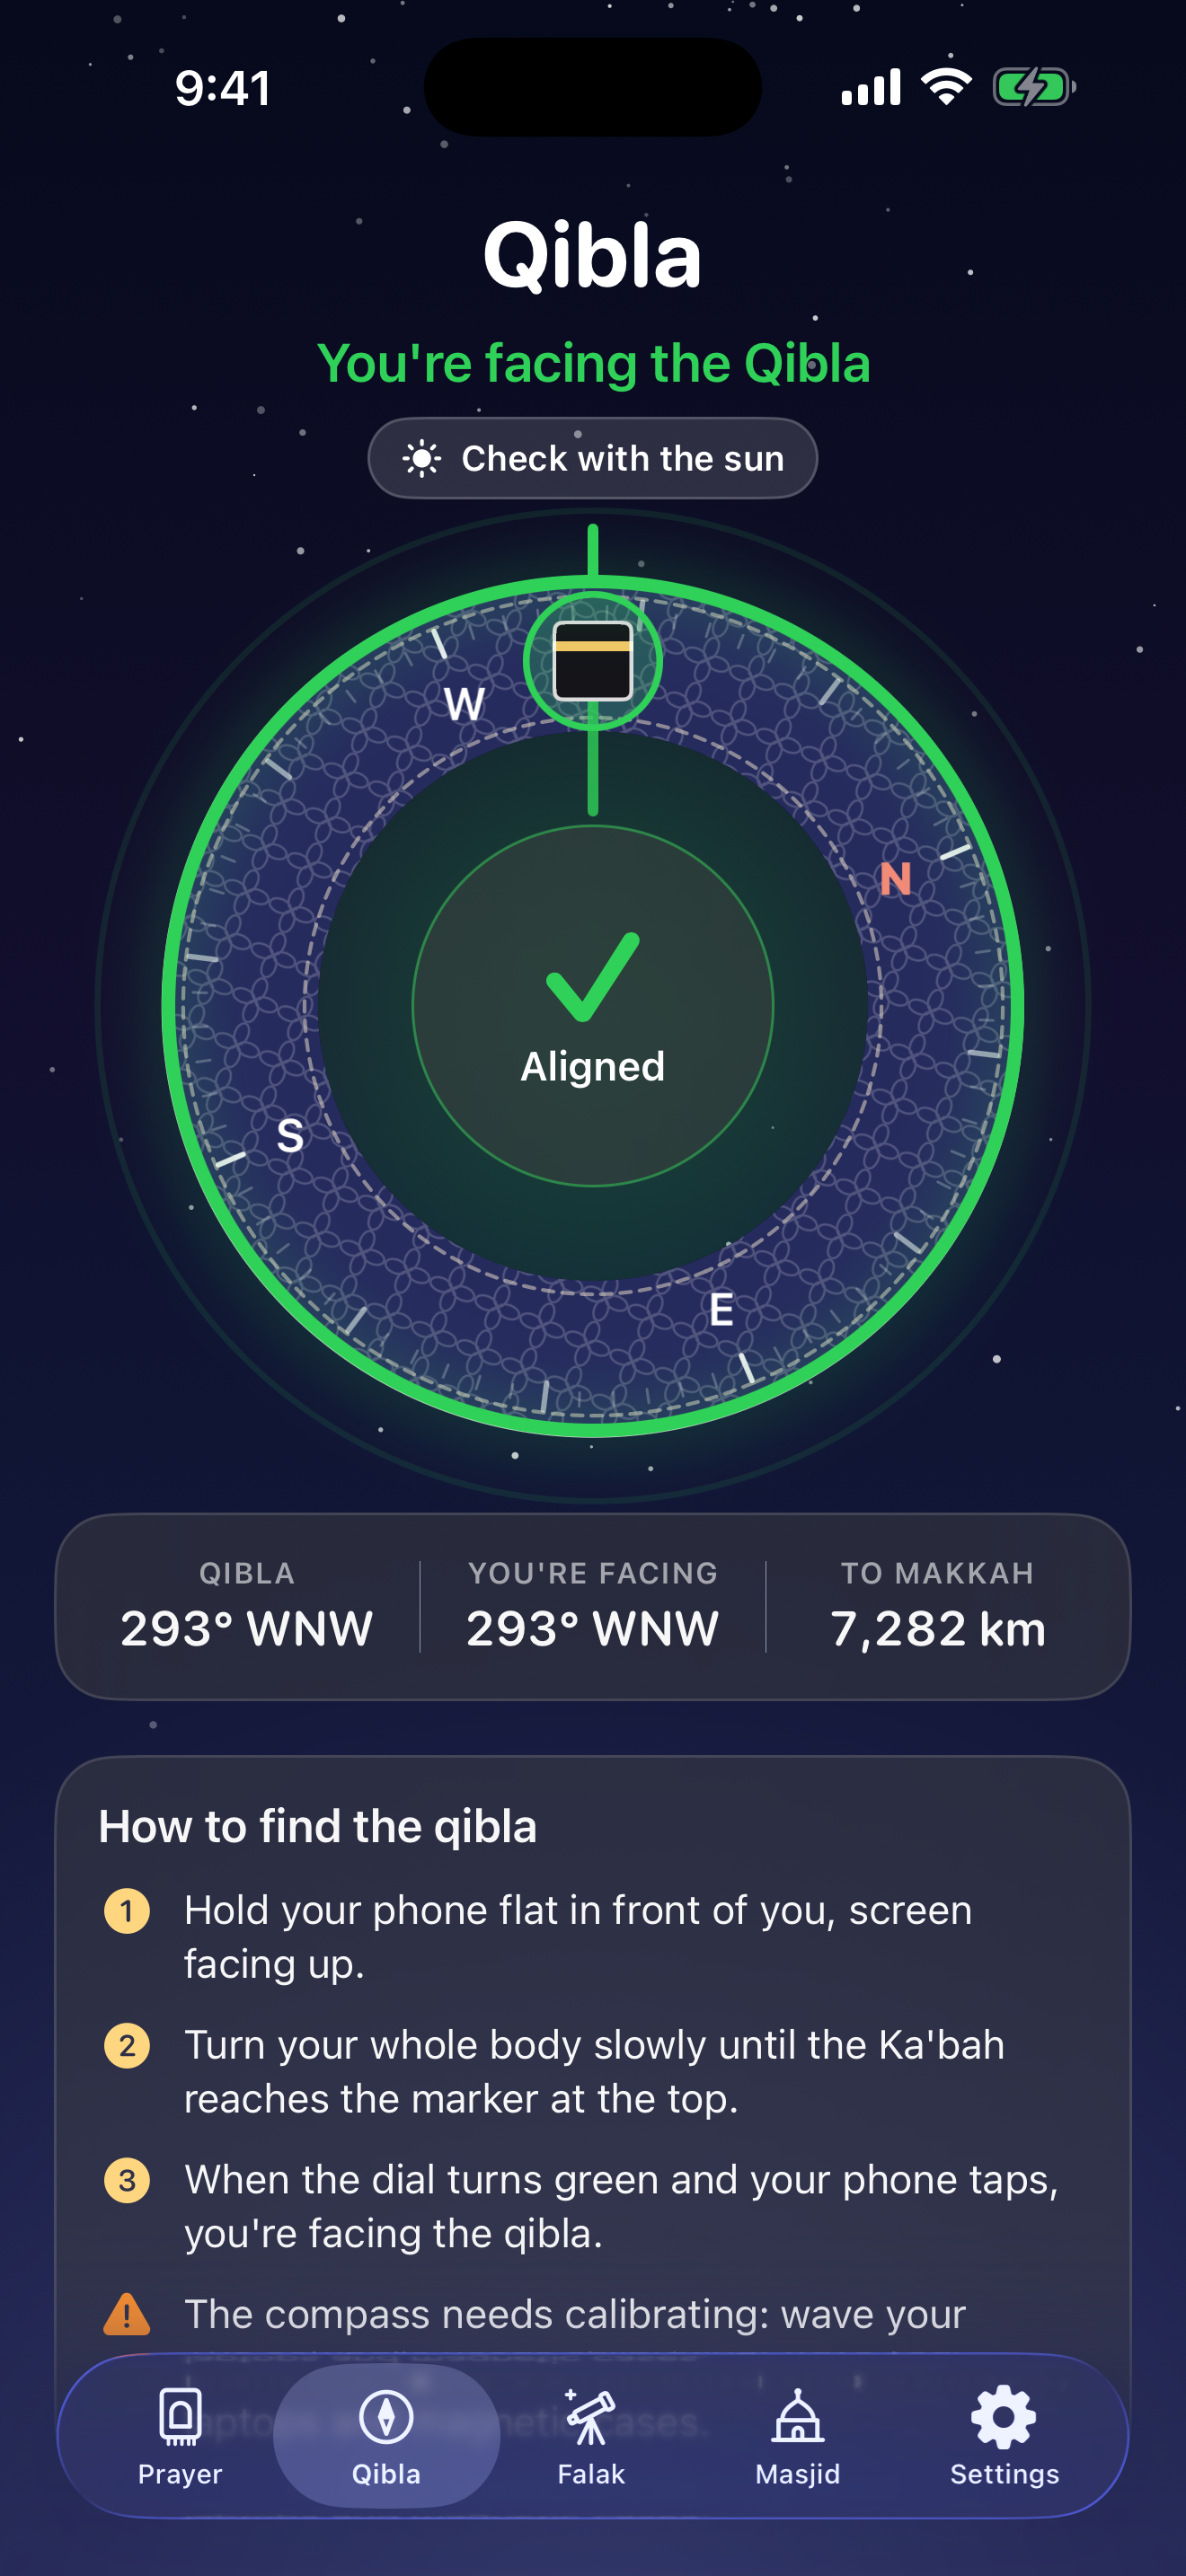 9:41
Qibla
You're facing the Qibla
Check with the sun
W
N
Aligned
S
E
QIBLA
293° WNW
YOU'RE FACING
293° WNW
TO MAKKAH
7,282 km
How to find the qibla
1 Hold your phone flat in front of you, screen
facing up.
2 Turn your whole body slowly until the Ka'bah
reaches the marker at the top.
3 When the dial turns green and your phone taps,
you're facing the qibla.
The compass needs calibrating: wave your
cases.
Prayer
Qibla
Falak
Masjid
Settings